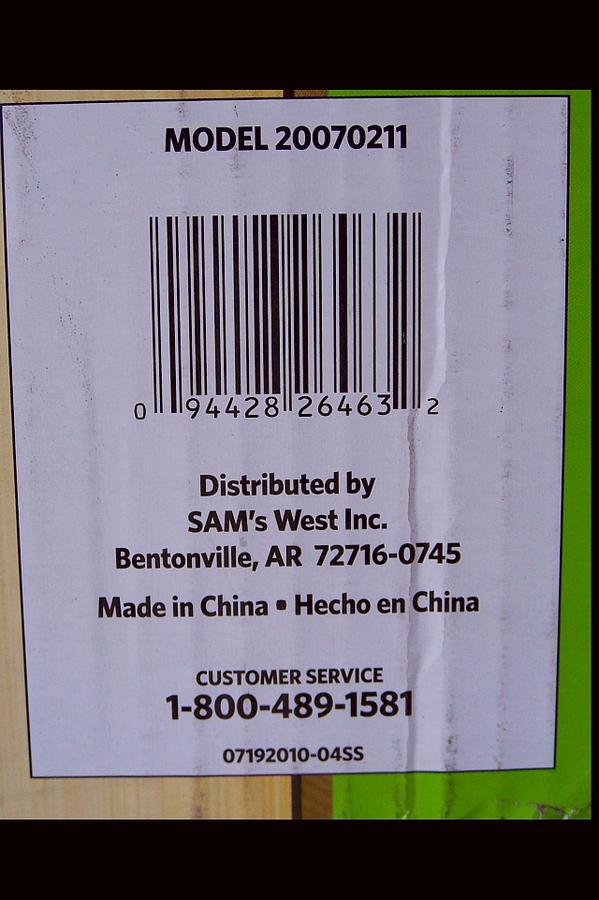 MODEL 20070211
0 94428 26463 2
Distributed by
SAM's West Inc.
Bentonville, AR 72716-0745
Made in China ▪ Hecho en China
CUSTOMER SERVICE
1-800-489-1581
07192010-04SS